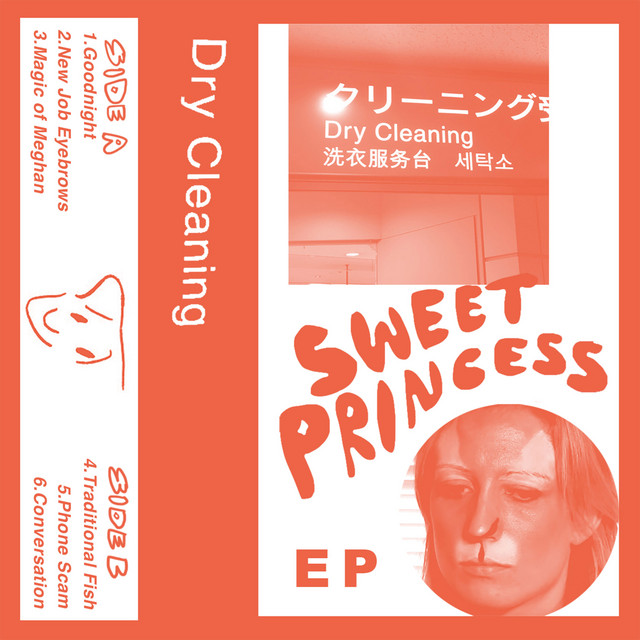 SIDE A
1.Goodnight
2.New Job Eyebrows
3.Magic of Meghan
SIDE B
4.Traditional Fish
5.Phone Scam
6.Conversation
Dry Cleaning
クリーニング受
Dry Cleaning
洗衣服务台 세탁소
SWEET
PRINCESS
EP